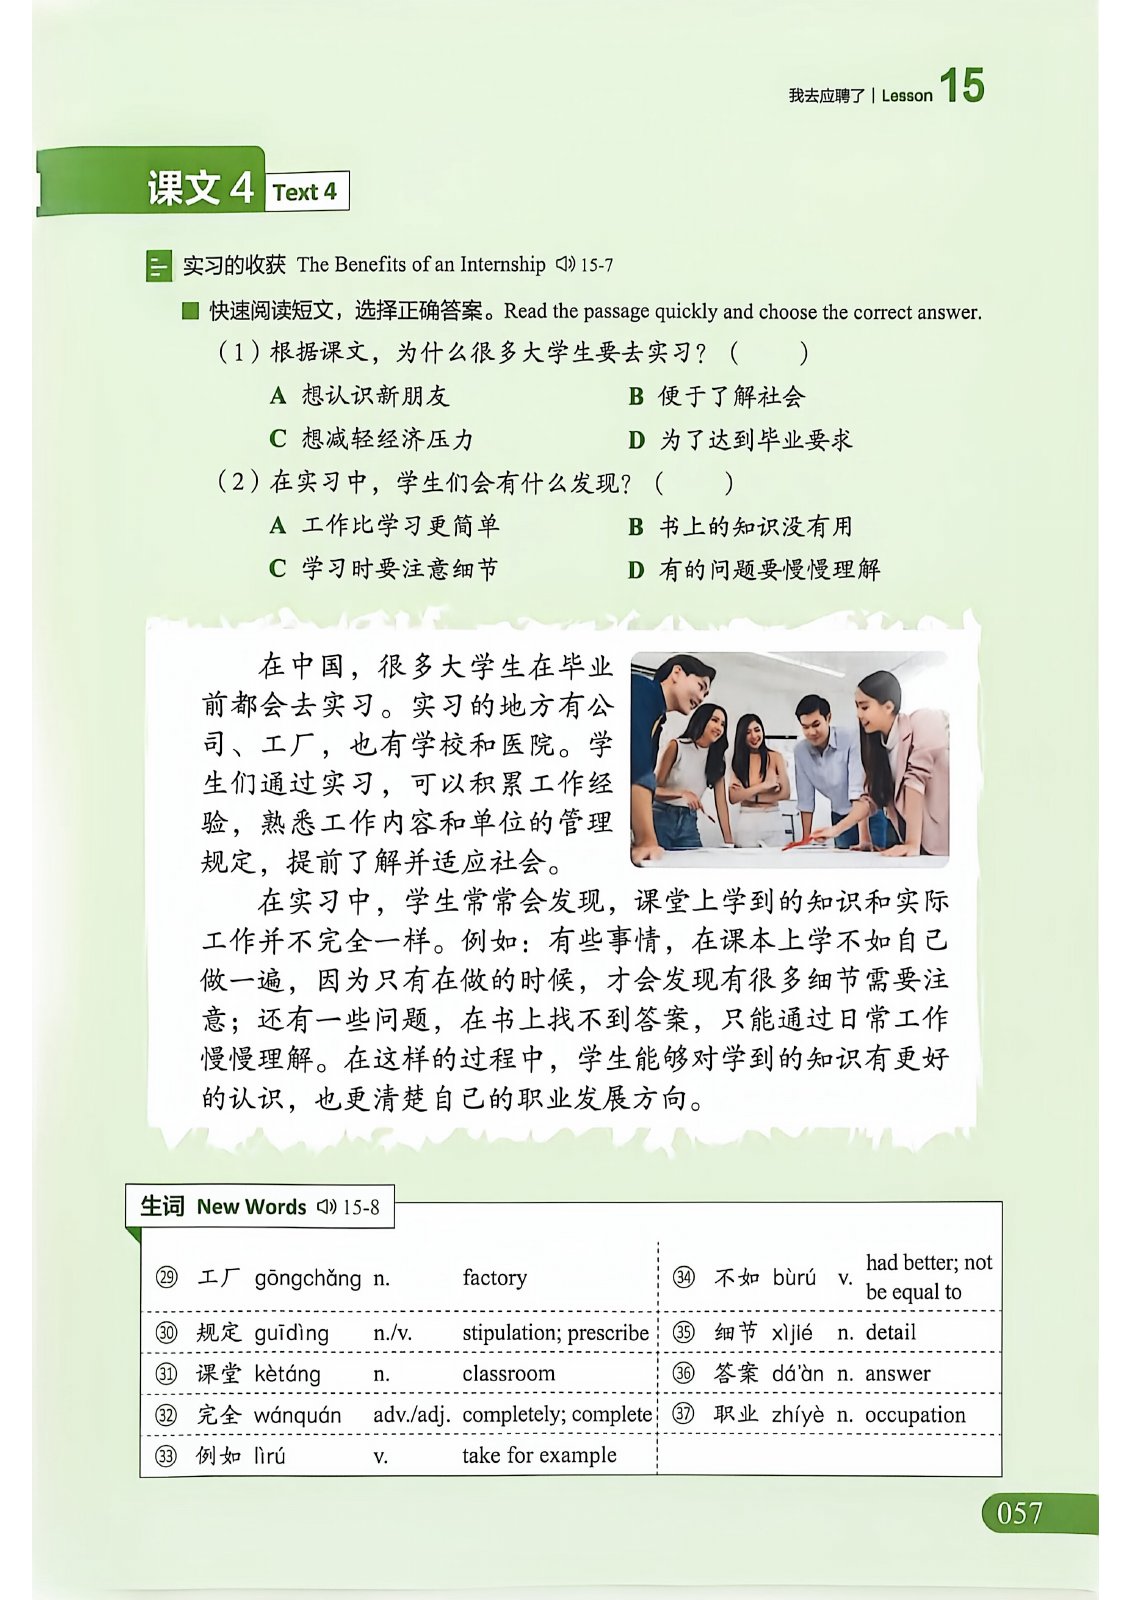 我去应聘了 | Lesson 15
课文 4 Text 4
实习的收获 The Benefits of an Internship 15-7
快速阅读短文，选择正确答案。Read the passage quickly and choose the correct answer.
（1）根据课文，为什么很多大学生要去实习？（　　）
A 想认识新朋友 B 便于了解社会
C 想减轻经济压力 D 为了达到毕业要求
（2）在实习中，学生们会有什么发现？（　　）
A 工作比学习更简单 B 书上的知识没有用
C 学习时要注意细节 D 有的问题要慢慢理解
在中国，很多大学生在毕业
前都会去实习。实习的地方有公
司、工厂，也有学校和医院。学
生们通过实习，可以积累工作经
验，熟悉工作内容和单位的管理
规定，提前了解并适应社会。
在实习中，学生常常会发现，课堂上学到的知识和实际
工作并不完全一样。例如：有些事情，在课本上学不如自己
做一遍，因为只有在做的时候，才会发现有很多细节需要注
意；还有一些问题，在书上找不到答案，只能通过日常工作
慢慢理解。在这样的过程中，学生能够对学到的知识有更好
的认识，也更清楚自己的职业发展方向。
生词 New Words 15-8
㉙ 工厂 gōngchǎng n. factory
㉚ 规定 guīdìng n./v. stipulation; prescribe
㉛ 课堂 kètáng n. classroom
㉜ 完全 wánquán adv./adj. completely; complete
㉝ 例如 lìrú v. take for example
㉞ 不如 bùrú v. had better; not
be equal to
㉟ 细节 xìjié n. detail
㊱ 答案 dá'àn n. answer
㊲ 职业 zhíyè n. occupation
057